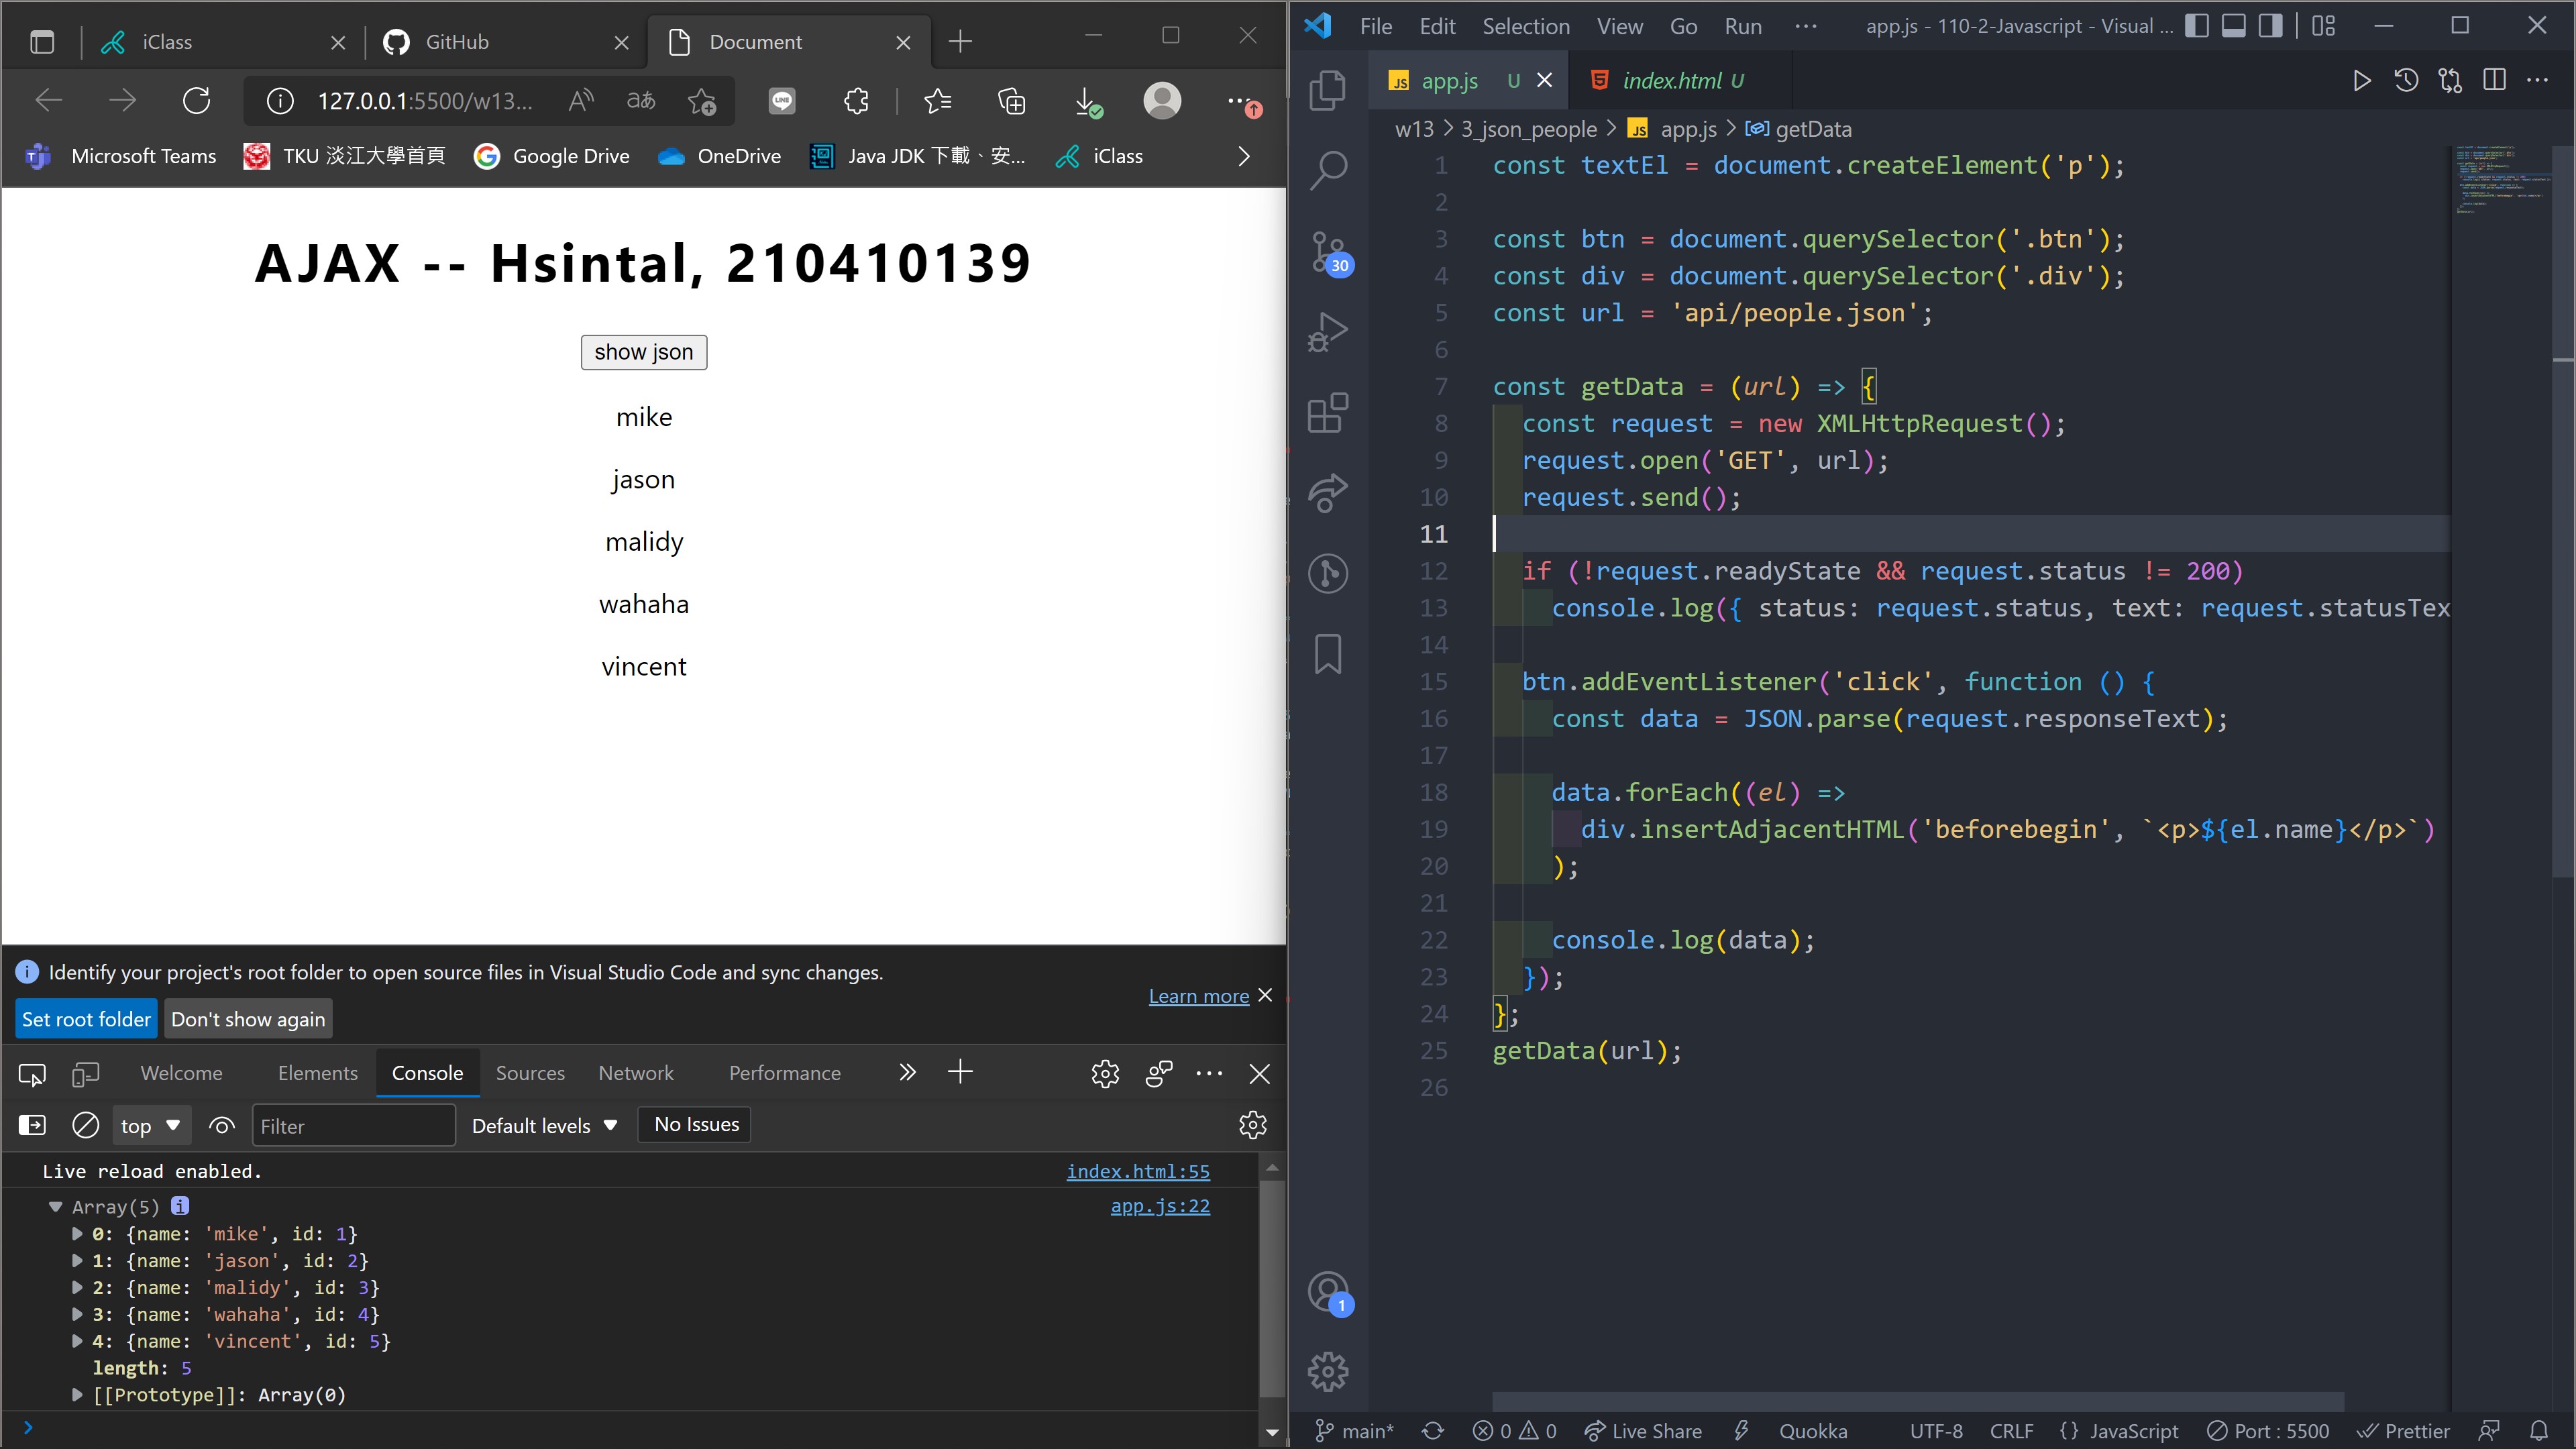 iClass
GitHub
Document
127.0.0.1:5500/w13...
Microsoft Teams
TKU 淡江大學首頁
Google Drive
OneDrive
Java JDK 下載、安...
iClass
AJAX -- Hsintal, 210410139
show json
mike
jason
malidy
wahaha
vincent
Identify your project's root folder to open source files in Visual Studio Code and sync changes.
Learn more
Set root folder
Don't show again
Welcome
Elements
Console
Sources
Network
Performance
top
Filter
Default levels
No Issues
Live reload enabled. index.html:55
Array(5) i app.js:22
0: {name: 'mike', id: 1}
1: {name: 'jason', id: 2}
2: {name: 'malidy', id: 3}
3: {name: 'wahaha', id: 4}
4: {name: 'vincent', id: 5}
length: 5
[[Prototype]]: Array(0)
File Edit Selection View Go Run ··· app.js - 110-2-Javascript - Visual ...
JS app.js U
index.html U
w13 > 3_json_people > JS app.js > getData
30
1
1 const textEl = document.createElement('p');
2
3 const btn = document.querySelector('.btn');
4 const div = document.querySelector('.div');
5 const url = 'api/people.json';
6
7 const getData = (url) => {
8 const request = new XMLHttpRequest();
9 request.open('GET', url);
10 request.send();
11
12 if (!request.readyState && request.status != 200)
13 console.log({ status: request.status, text: request.statusTex
14
15 btn.addEventListener('click', function () {
16 const data = JSON.parse(request.responseText);
17
18 data.forEach((el) =>
19 div.insertAdjacentHTML('beforebegin', `<p>${el.name}</p>`)
20 );
21
22 console.log(data);
23 });
24 };
25 getData(url);
26
main* 0 0 Live Share Quokka UTF-8 CRLF {} JavaScript Port : 5500 Prettier